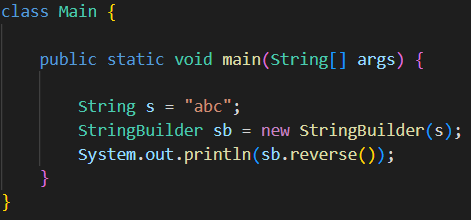 class Main {
public static void main(String[] args) {
String s = "abc";
StringBuilder sb = new StringBuilder(s);
System.out.println(sb.reverse());
}
}